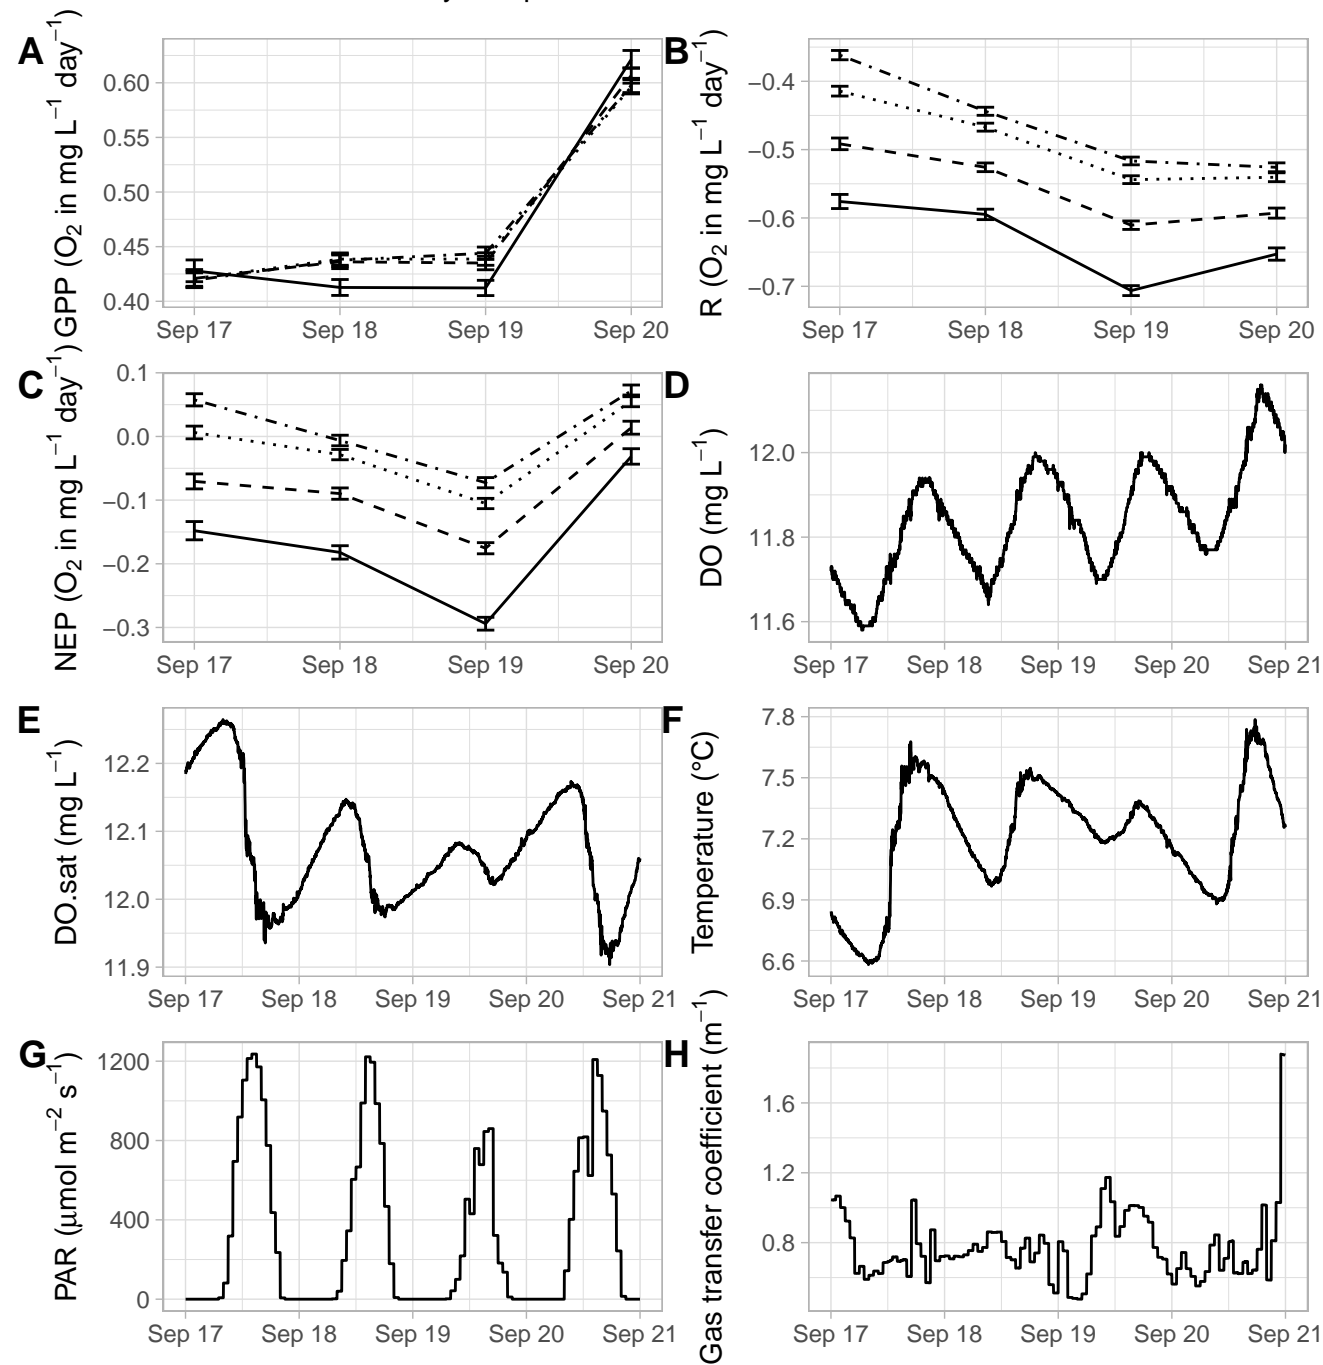 A
GPP (O₂ in mg L⁻¹ day⁻¹)
0.60
0.55
0.50
0.45
0.40
Sep 17 Sep 18 Sep 19 Sep 20
B
R (O₂ in mg L⁻¹ day⁻¹)
−0.4
−0.5
−0.6
−0.7
Sep 17 Sep 18 Sep 19 Sep 20
C
NEP (O₂ in mg L⁻¹ day⁻¹)
0.1
0.0
−0.1
−0.2
−0.3
Sep 17 Sep 18 Sep 19 Sep 20
D
DO (mg L⁻¹)
12.0
11.8
11.6
Sep 17 Sep 18 Sep 19 Sep 20 Sep 21
E
DO.sat (mg L⁻¹)
12.2
12.1
12.0
11.9
Sep 17 Sep 18 Sep 19 Sep 20 Sep 21
F
Temperature (°C)
7.8
7.5
7.2
6.9
6.6
Sep 17 Sep 18 Sep 19 Sep 20 Sep 21
G
PAR (μmol m⁻² s⁻¹)
1200
800
400
0
Sep 17 Sep 18 Sep 19 Sep 20 Sep 21
H
Gas transfer coefficient (m⁻¹)
1.6
1.2
0.8
Sep 17 Sep 18 Sep 19 Sep 20 Sep 21